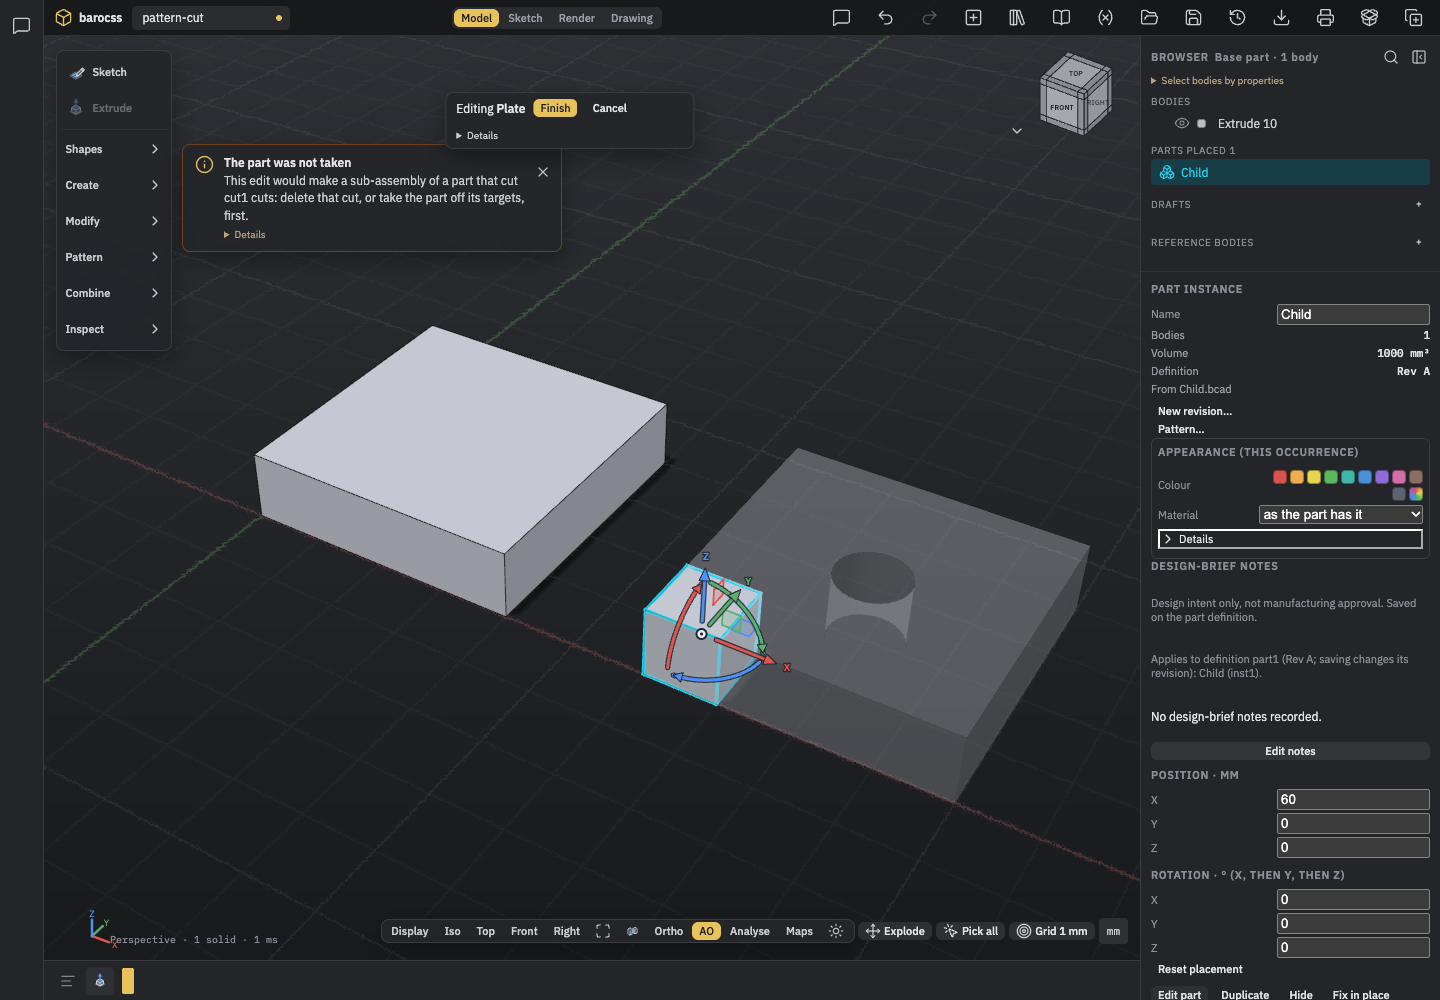 barocss
pattern-cut
Model Sketch Render Drawing
Sketch
Extrude
Shapes
Create
Modify
Pattern
Combine
Inspect
Editing Plate Finish Cancel
Details
The part was not taken
This edit would make a sub-assembly of a part that cut
cut1 cuts: delete that cut, or take the part off its targets,
first.
Details
TOP
FRONT
RIGHT
Z
Y
X
Z
Y
X
Perspective · 1 solid · 1 ms
Display Iso Top Front Right Ortho AO Analyse Maps Explode Pick all Grid 1 mm mm
BROWSER Base part · 1 body
Select bodies by properties
BODIES
Extrude 10
PARTS PLACED 1
Child
DRAFTS +
REFERENCE BODIES +
PART INSTANCE
Name Child
Bodies 1
Volume 1000 mm³
Definition Rev A
From Child.bcad
New revision...
Pattern...
APPEARANCE (THIS OCCURRENCE)
Colour
Material as the part has it
Details
DESIGN-BRIEF NOTES
Design intent only, not manufacturing approval. Saved
on the part definition.
Applies to definition part1 (Rev A; saving changes its
revision): Child (inst1).
No design-brief notes recorded.
Edit notes
POSITION · MM
X 60
Y 0
Z 0
ROTATION · ° (X, THEN Y, THEN Z)
X 0
Y 0
Z 0
Reset placement
Edit part Duplicate Hide Fix in place